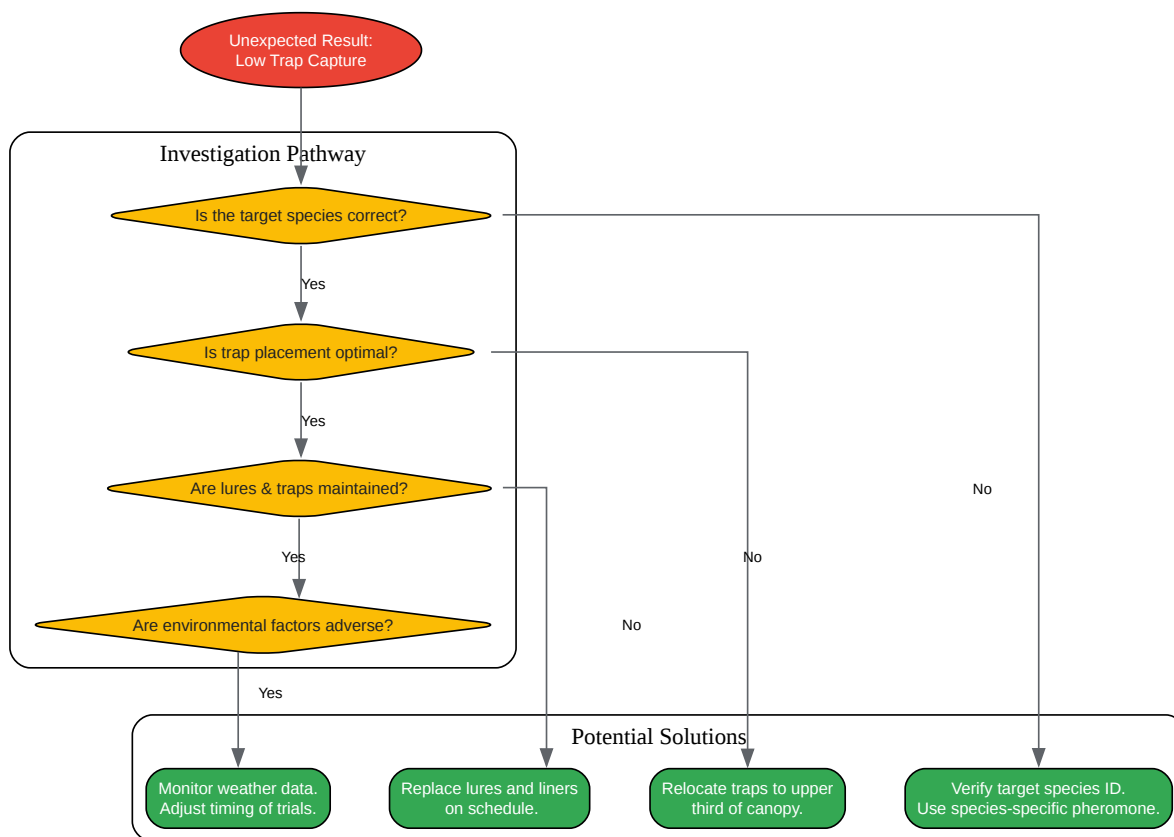 Unexpected Result:
Low Trap Capture
Investigation Pathway
Is the target species correct?
Yes
Is trap placement optimal?
Yes
Are lures & traps maintained?
No
Yes
No
Are environmental factors adverse?
No
Yes
Potential Solutions
Monitor weather data.
Adjust timing of trials.
Replace lures and liners
on schedule.
Relocate traps to upper
third of canopy.
Verify target species ID.
Use species-specific pheromone.